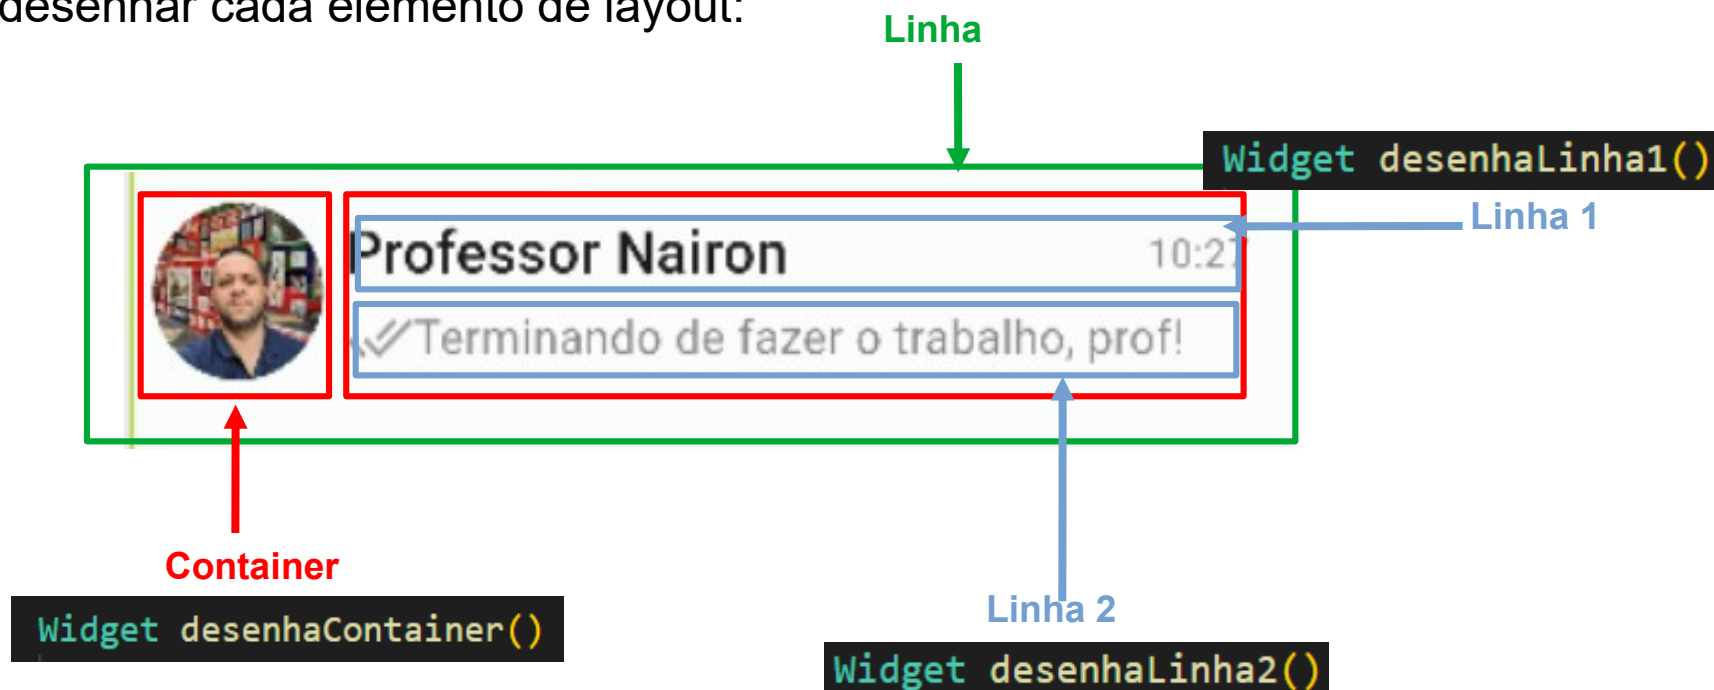 desenhar cada elemento de layout:
Linha
Widget desenhaLinha1()
Linha 1
Professor Nairon
10:27
Terminando de fazer o trabalho, prof!
Container
Widget desenhaContainer()
Linha 2
Widget desenhaLinha2()